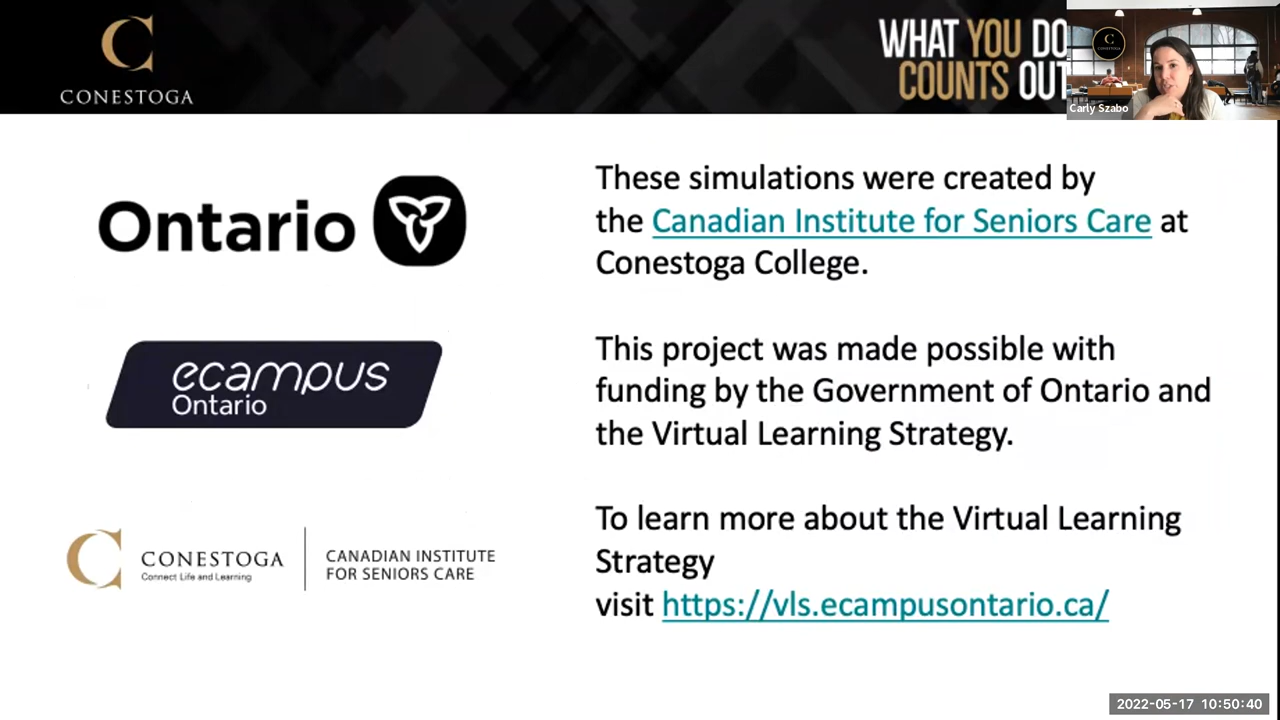 CONESTOGA
WHAT YOU DO
COUNTS OUT
C
CONESTOGA
Carly Szabo
Ontario
These simulations were created by
the Canadian Institute for Seniors Care at
Conestoga College.
ecampus
Ontario
This project was made possible with
funding by the Government of Ontario and
the Virtual Learning Strategy.
CONESTOGA
Connect Life and Learning
CANADIAN INSTITUTE
FOR SENIORS CARE
To learn more about the Virtual Learning
Strategy
visit https://vls.ecampusontario.ca/
2022-05-17 10:50:40